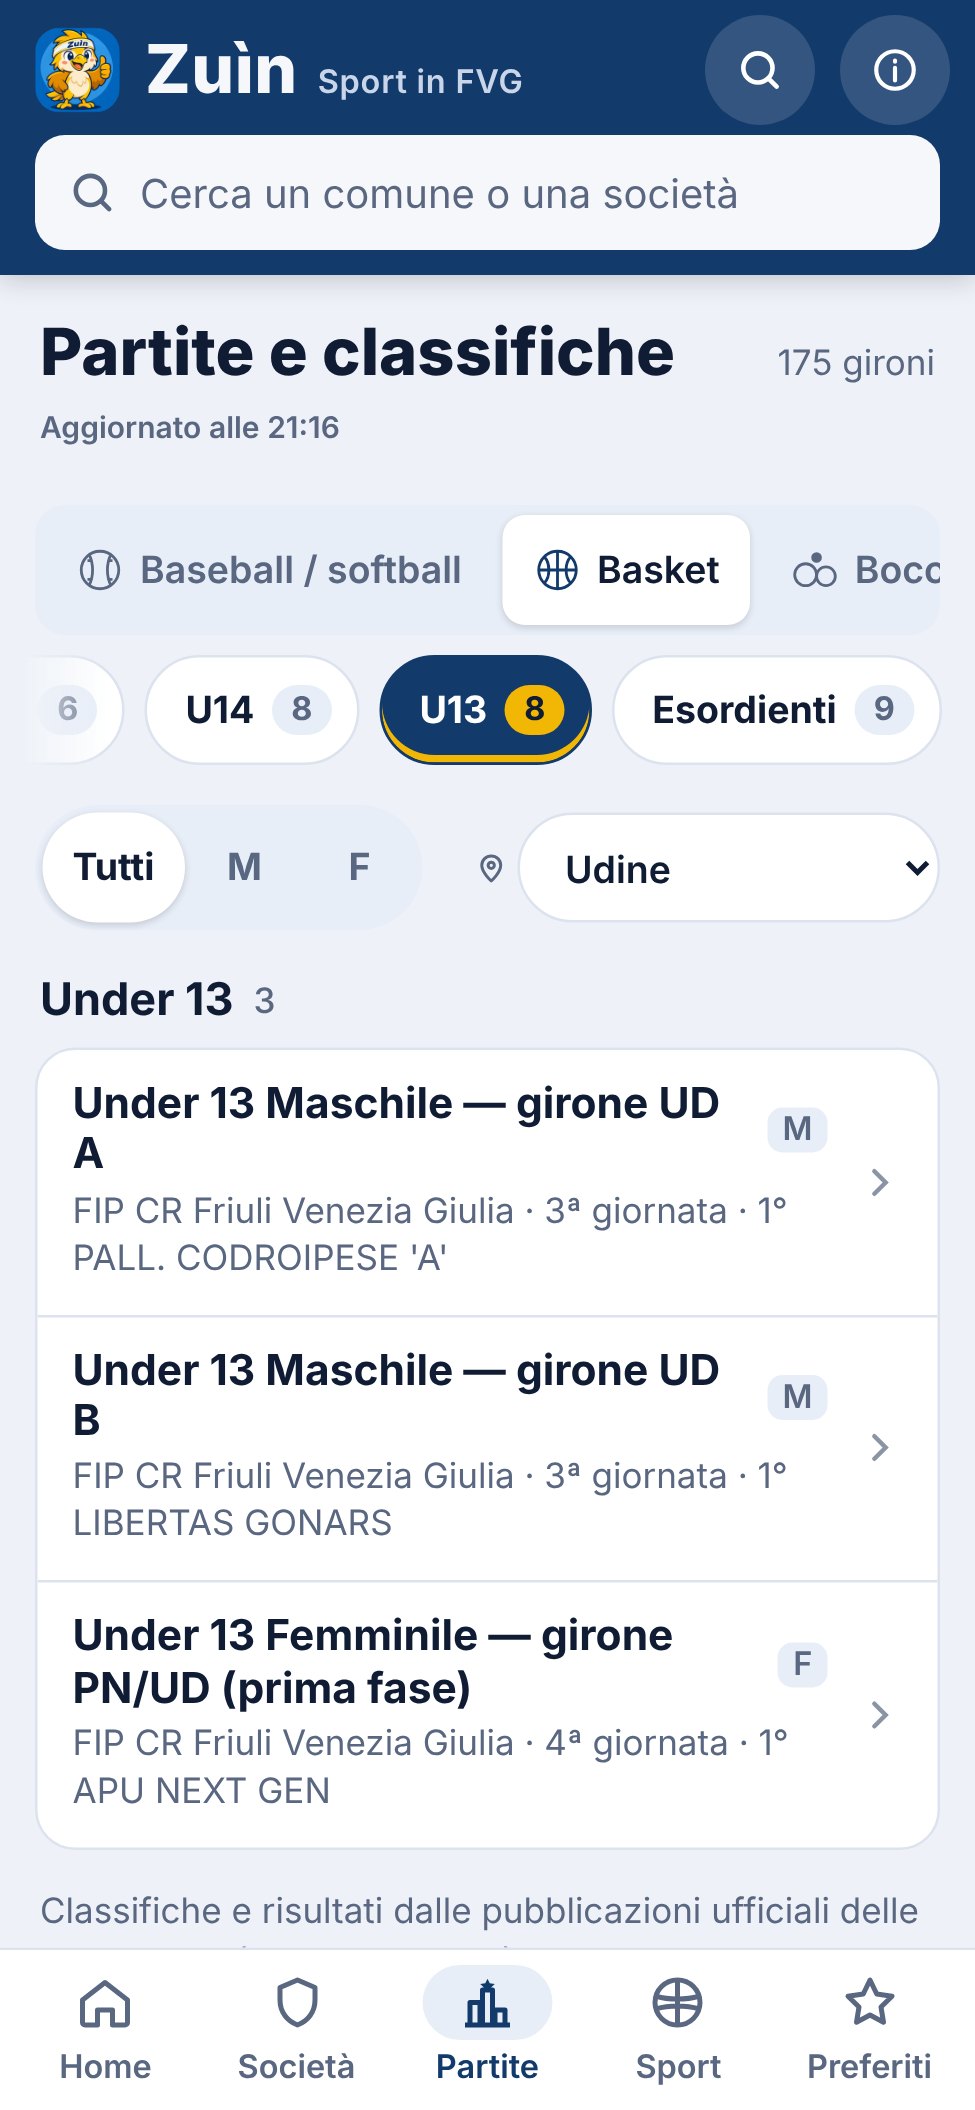 Zuìn
Zuìn Sport in FVG
Cerca un comune o una società
Partite e classifiche 175 gironi
Aggiornato alle 21:16
Baseball / softball Basket Bocc
6 U14 8 U13 8 Esordienti 9
Tutti M F Udine
Under 13 3
Under 13 Maschile — girone UD
A
M
FIP CR Friuli Venezia Giulia · 3ª giornata · 1°
PALL. CODROIPESE 'A'
Under 13 Maschile — girone UD
B
M
FIP CR Friuli Venezia Giulia · 3ª giornata · 1°
LIBERTAS GONARS
Under 13 Femminile — girone
PN/UD (prima fase)
F
FIP CR Friuli Venezia Giulia · 4ª giornata · 1°
APU NEXT GEN
Classifiche e risultati dalle pubblicazioni ufficiali delle
Home Società Partite Sport Preferiti